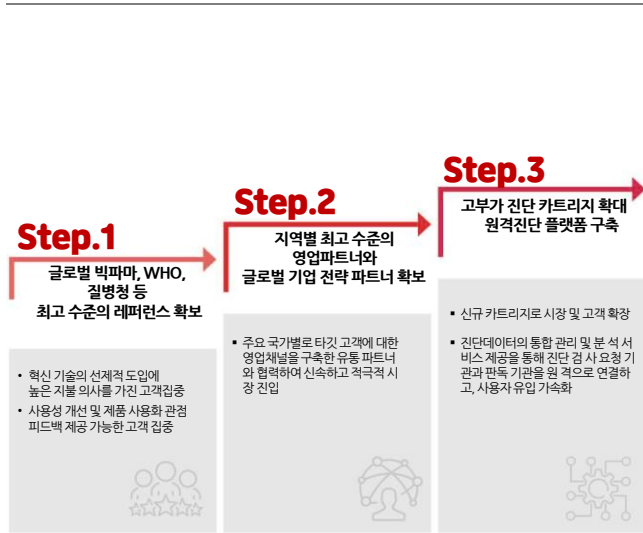 Step.1
글로벌 빅파마, WHO,
질병청 등
최고 수준의 레퍼런스 확보
• 혁신 기술의 선제적 도입에
높은 지불 의사를 가진 고객집중
• 사용성 개선 및 제품 사용화 관점
피드백 제공 가능한 고객 집중
Step.2
지역별 최고 수준의
영업파트너와
글로벌 기업 전략 파트너 확보
▪ 주요 국가별로 타깃 고객에 대한
영업채널을 구축한 유통 파트너
와 협력하여 신속하고 적극적 시
장 진입
Step.3
고부가 진단 카트리지 확대
원격진단 플랫폼 구축
▪ 신규 카트리지로 시장 및 고객 확장
▪ 진단데이터의 통합 관리 및 분 석 서
비스 제공을 통해 진단 검 사 요청 기
관과 판독 기관을 원 격으로 연결하
고, 사용자 유입 가속화